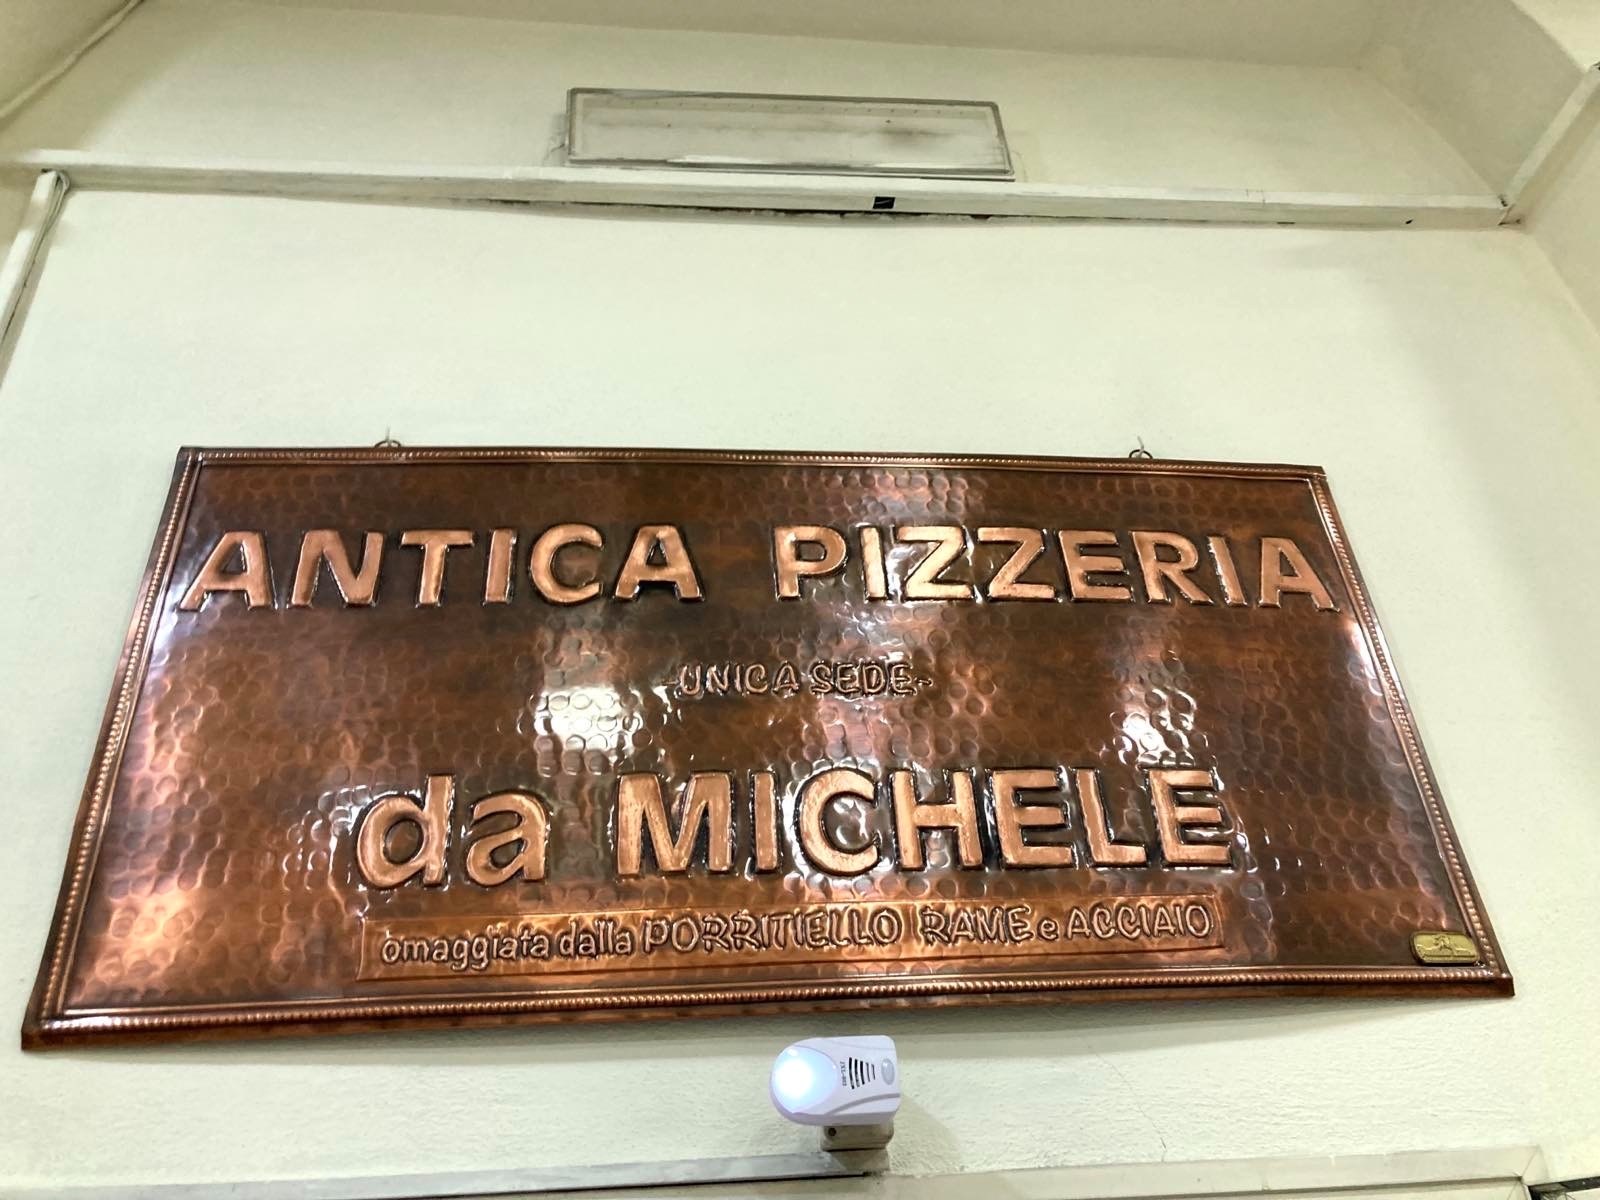 ANTICA PIZZERIA
-UNICA SEDE-
da MICHELE
omaggiata dalla PORRITIELLO RAME e ACCIAIO